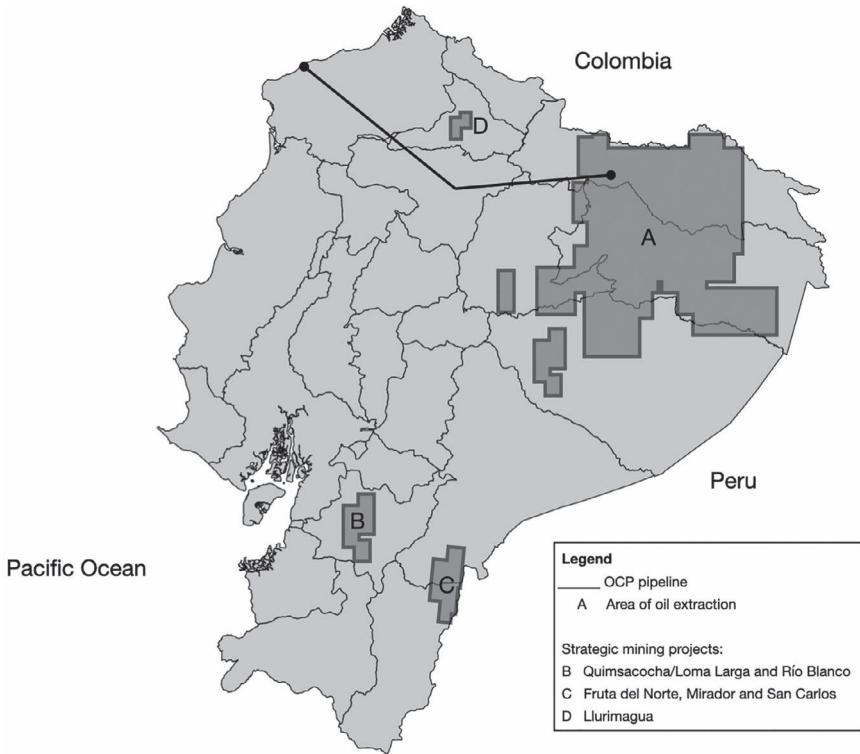 Colombia
D
A
Peru
B
Pacific Ocean
C
Legend
OCP pipeline
A Area of oil extraction
Strategic mining projects:
B Quimsacocha/Loma Larga and Río Blanco
C Fruta del Norte, Mirador and San Carlos
D Llurimagua